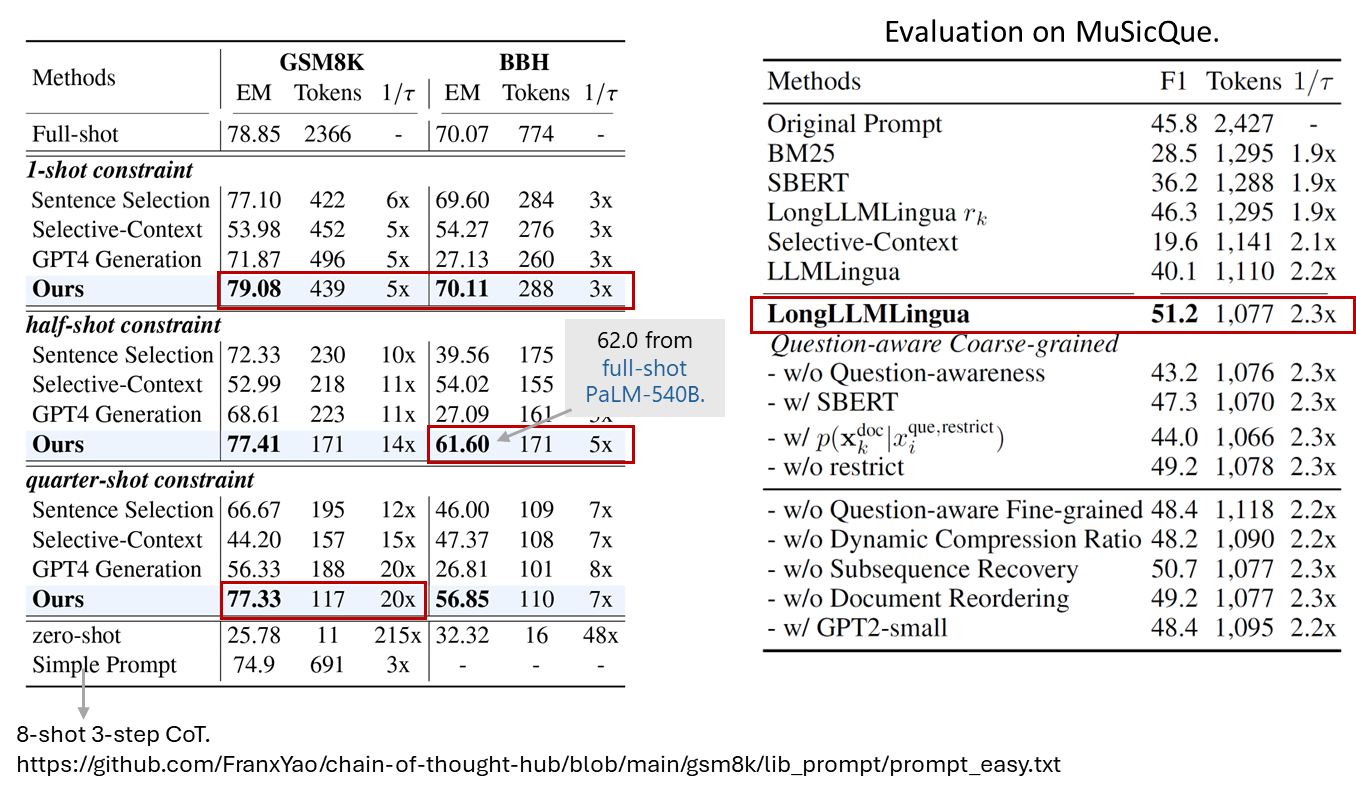 Methods GSM8K BBH
EM Tokens 1/τ EM Tokens 1/τ
Full-shot 78.85 2366 - 70.07 774 -
1-shot constraint
Sentence Selection 77.10 422 6x 69.60 284 3x
Selective-Context 53.98 452 5x 54.27 276 3x
GPT4 Generation 71.87 496 5x 27.13 260 3x
Ours 79.08 439 5x 70.11 288 3x
half-shot constraint
Sentence Selection 72.33 230 10x 39.56 175
Selective-Context 52.99 218 11x 54.02 155
GPT4 Generation 68.61 223 11x 27.09 161
Ours 77.41 171 14x 61.60 171 5x
quarter-shot constraint
Sentence Selection 66.67 195 12x 46.00 109 7x
Selective-Context 44.20 157 15x 47.37 108 7x
GPT4 Generation 56.33 188 20x 26.81 101 8x
Ours 77.33 117 20x 56.85 110 7x
zero-shot 25.78 11 215x 32.32 16 48x
Simple Prompt 74.9 691 3x - - -
62.0 from
full-shot
PaLM-540B.
8-shot 3-step CoT.
https://github.com/FranxYao/chain-of-thought-hub/blob/main/gsm8k/lib_prompt/prompt_easy.txt
Evaluation on MuSicQue.
Methods F1 Tokens 1/τ
Original Prompt 45.8 2,427 -
BM25 28.5 1,295 1.9x
SBERT 36.2 1,288 1.9x
LongLLMLingua r_k 46.3 1,295 1.9x
Selective-Context 19.6 1,141 2.1x
LLMLingua 40.1 1,110 2.2x
LongLLMLingua 51.2 1,077 2.3x
Question-aware Coarse-grained
- w/o Question-awareness 43.2 1,076 2.3x
- w/ SBERT 47.3 1,070 2.3x
- w/ p(x_k^doc|x_i^que,restrict) 44.0 1,066 2.3x
- w/o restrict 49.2 1,078 2.3x
- w/o Question-aware Fine-grained 48.4 1,118 2.2x
- w/o Dynamic Compression Ratio 48.2 1,090 2.2x
- w/o Subsequence Recovery 50.7 1,077 2.3x
- w/o Document Reordering 49.2 1,077 2.3x
- w/ GPT2-small 48.4 1,095 2.2x